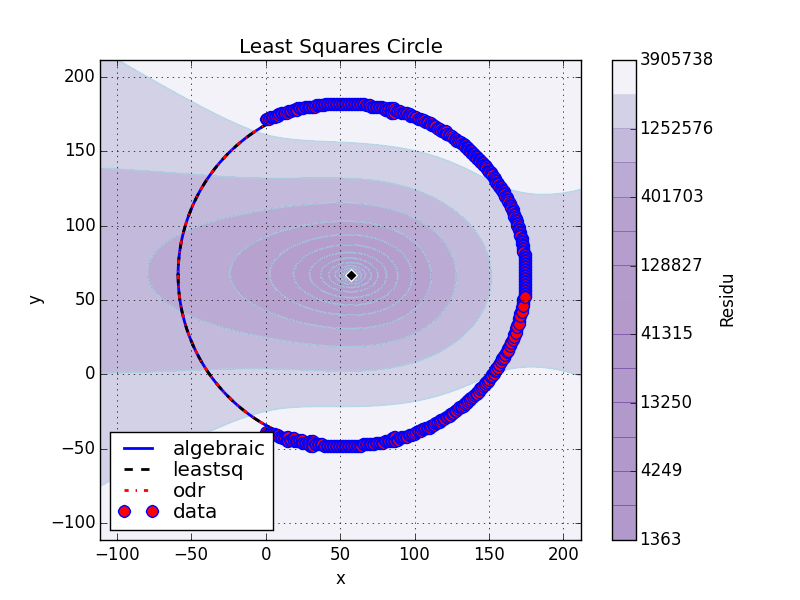 Least Squares Circle
200
150
100
50
0
−50
−100
y
−100 −50 0 50 100 150 200
x
algebraic
leastsq
odr
data
3905738
1252576
401703
128827
41315
13250
4249
1363
Residu